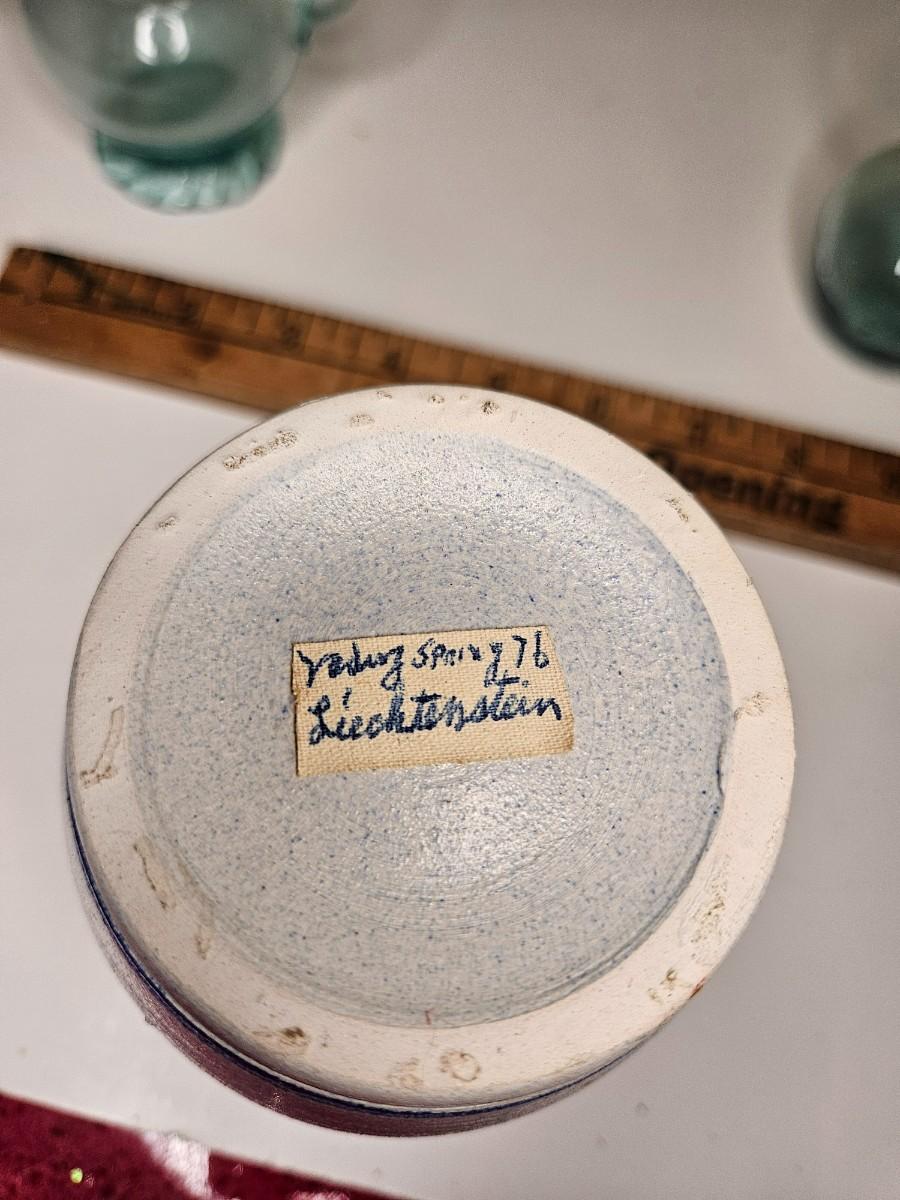 Opening
Vaduz Spring 76
Liechtenstein